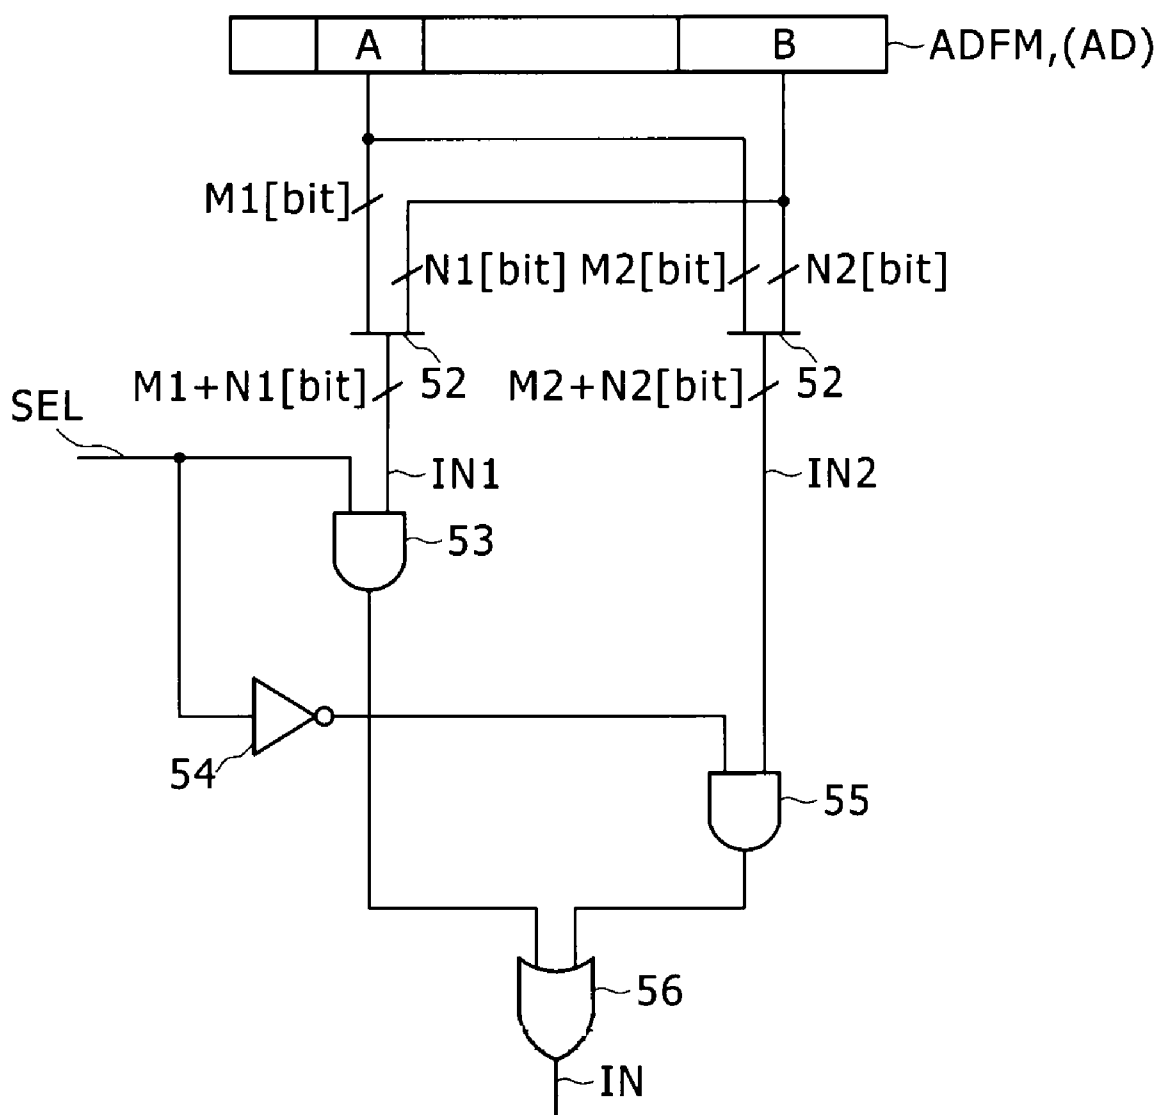 A
B
ADFM,(AD)
M1[bit]
N1[bit]
M2[bit]
N2[bit]
M1+N1[bit]
52
M2+N2[bit]
52
SEL
IN1
IN2
53
54
55
56
IN